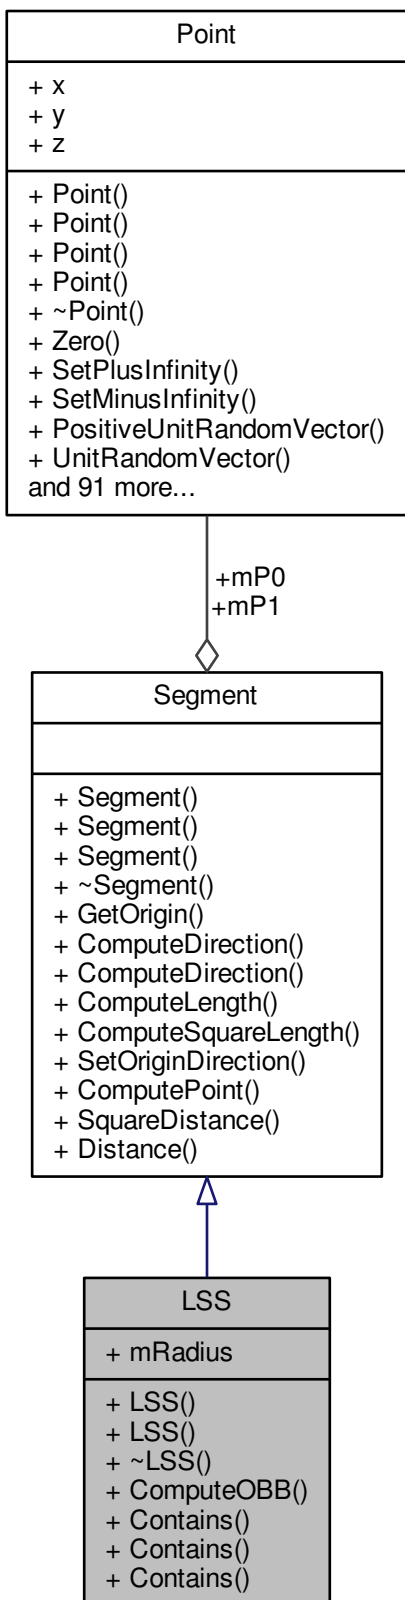 Point
+ x
+ y
+ z
+ Point()
+ Point()
+ Point()
+ Point()
+ ~Point()
+ Zero()
+ SetPlusInfinity()
+ SetMinusInfinity()
+ PositiveUnitRandomVector()
+ UnitRandomVector()
and 91 more...
+mP0
+mP1
Segment
+ Segment()
+ Segment()
+ Segment()
+ ~Segment()
+ GetOrigin()
+ ComputeDirection()
+ ComputeDirection()
+ ComputeLength()
+ ComputeSquareLength()
+ SetOriginDirection()
+ ComputePoint()
+ SquareDistance()
+ Distance()
LSS
+ mRadius
+ LSS()
+ LSS()
+ ~LSS()
+ ComputeOBB()
+ Contains()
+ Contains()
+ Contains()